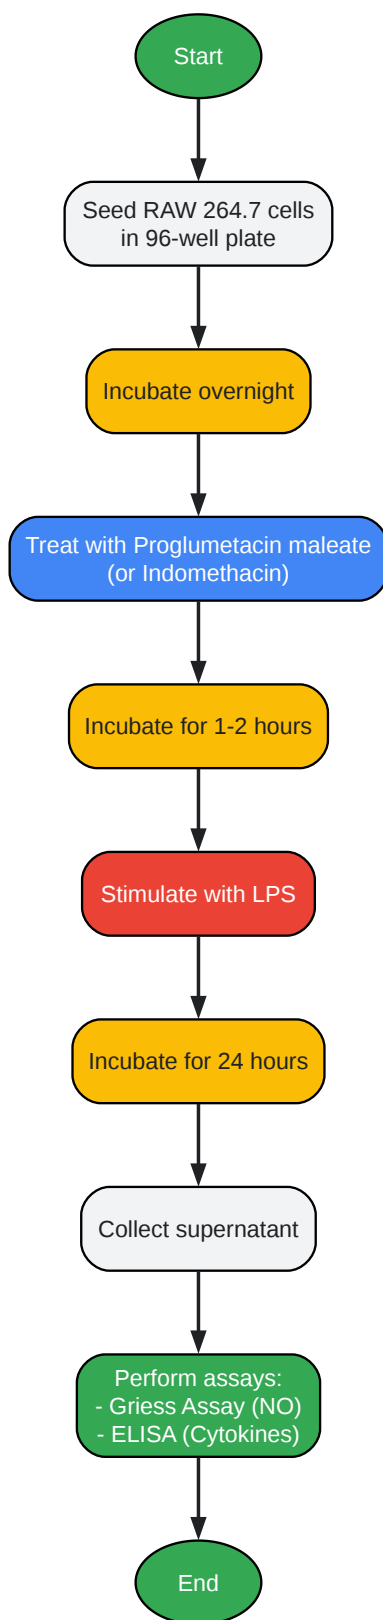 Start
Seed RAW 264.7 cells
in 96-well plate
Incubate overnight
Treat with Proglumetacin maleate
(or Indomethacin)
Incubate for 1-2 hours
Stimulate with LPS
Incubate for 24 hours
Collect supernatant
Perform assays:
- Griess Assay (NO)
- ELISA (Cytokines)
End